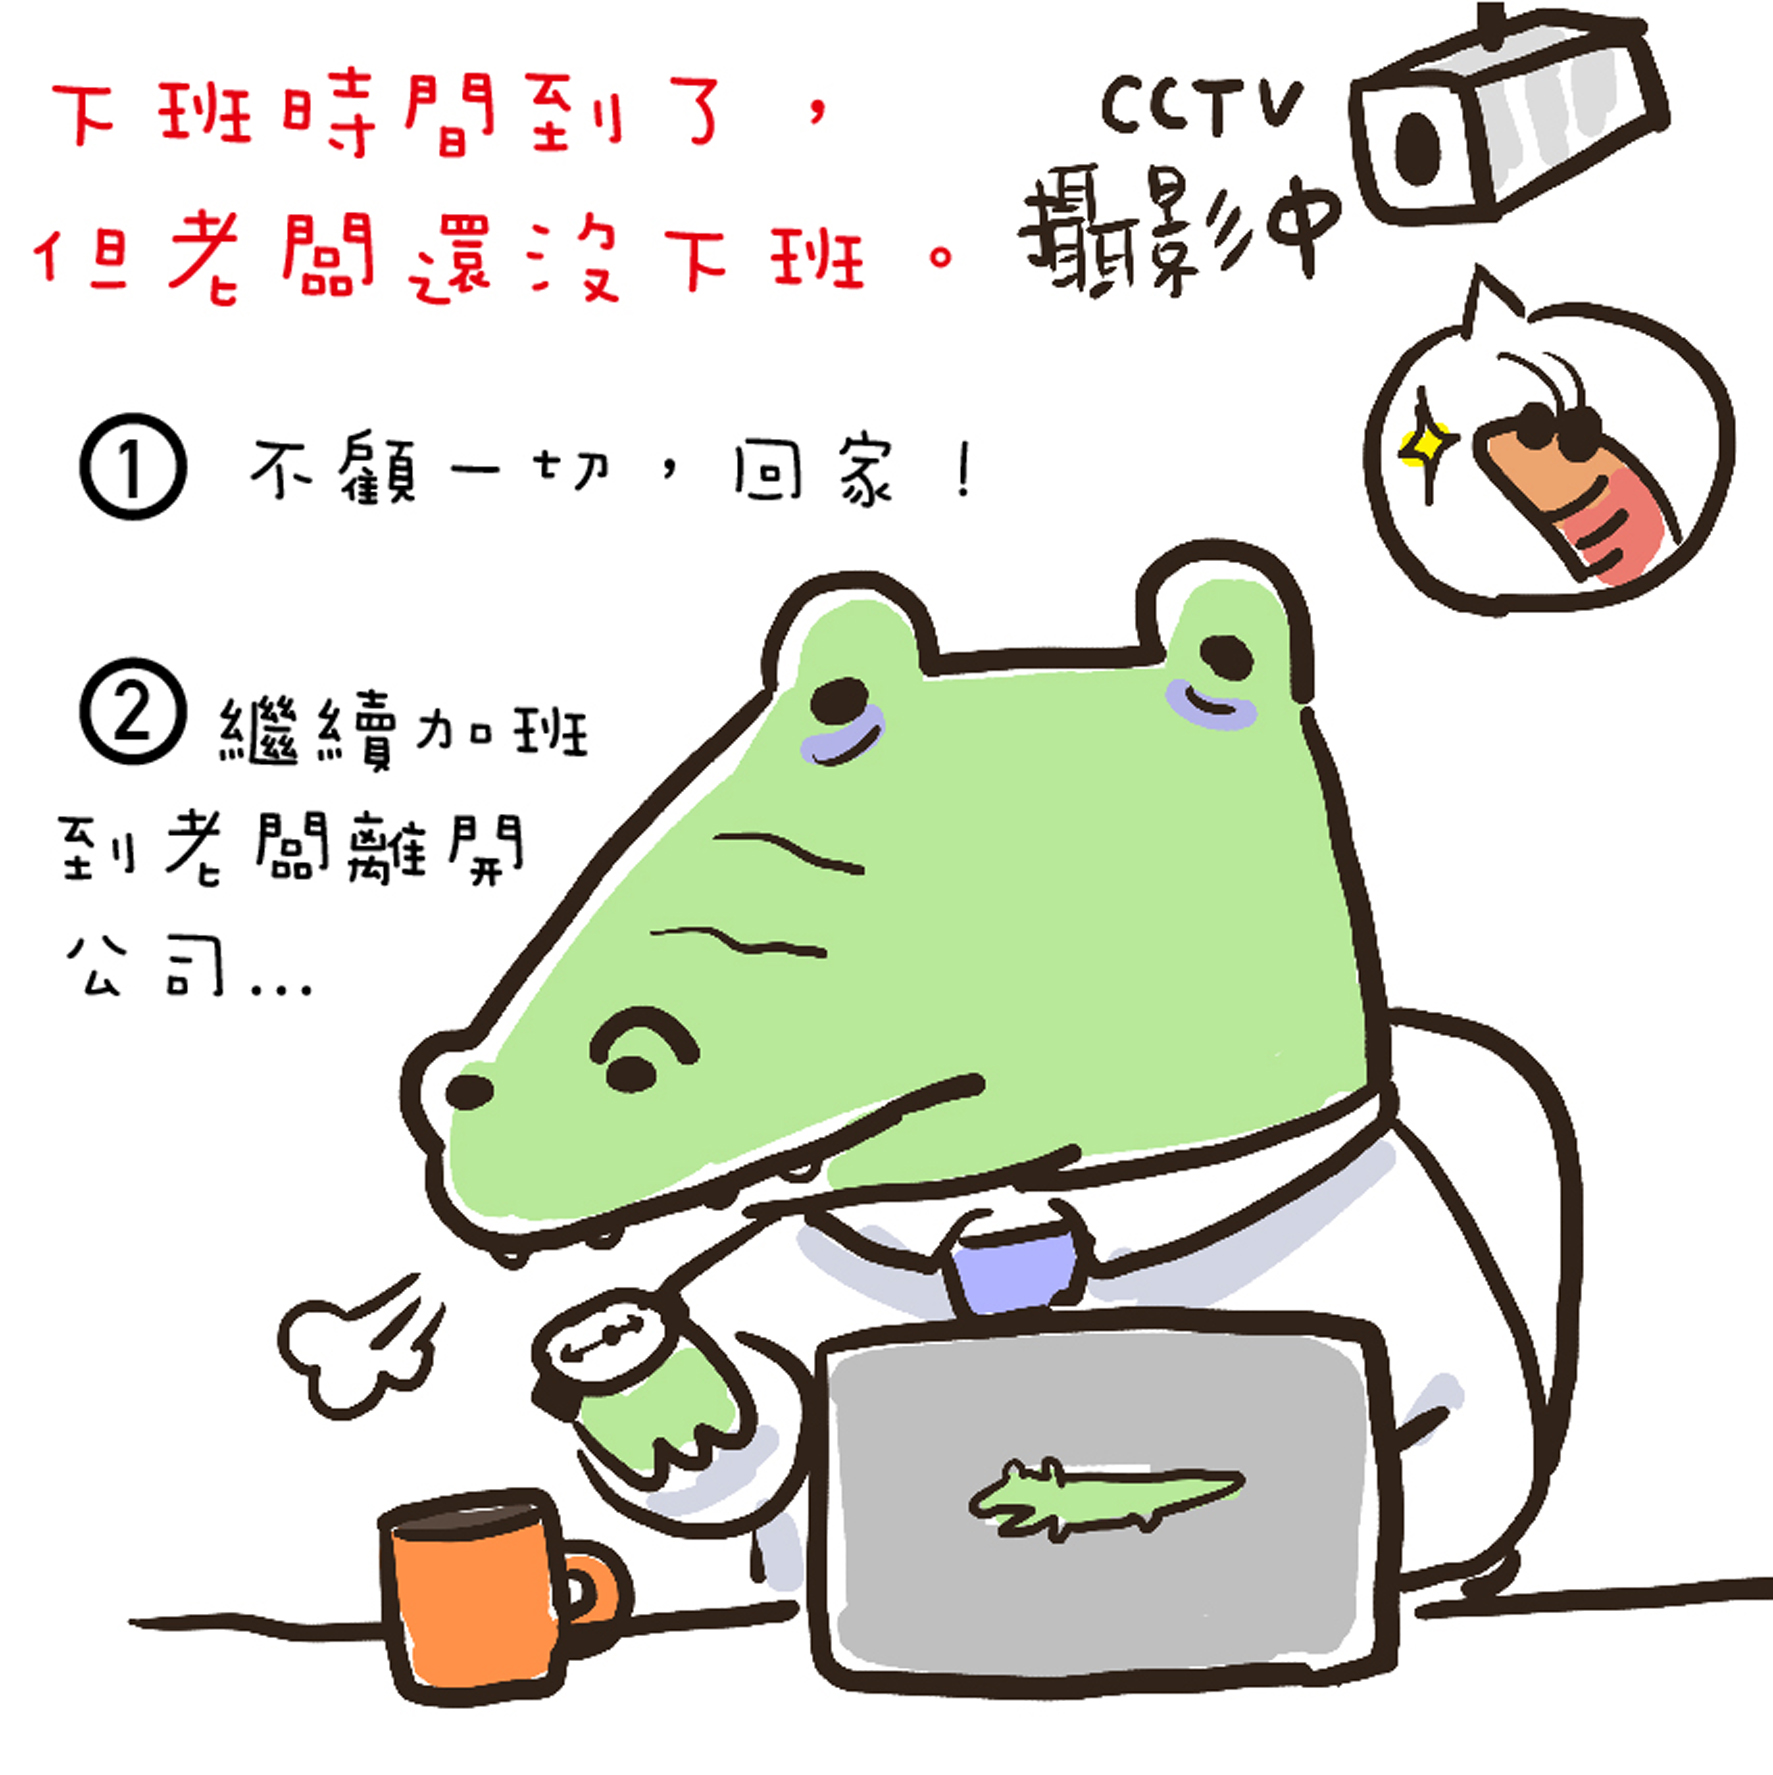 下班時間到了，
但老闆還沒下班。
CCTV
攝影中
① 不顧一切，回家！
② 繼續加班
到老闆離開
公司...